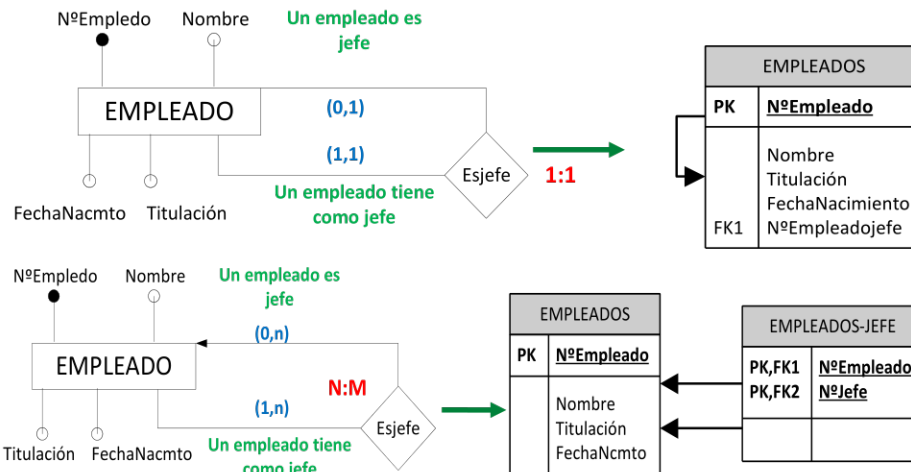 NºEmpledo
Nombre
Un empleado es
jefe
EMPLEADO
(0,1)
(1,1)
Esjefe
1:1
Un empleado tiene
como jefe
FechaNacmto
Titulación
EMPLEADOS
PK
NºEmpleado
Nombre
Titulación
FechaNacimiento
FK1
NºEmpleadojefe
NºEmpledo
Nombre
Un empleado es
jefe
(0,n)
EMPLEADO
N:M
(1,n)
Esjefe
Titulación
FechaNacmto
Un empleado tiene
como jefe
EMPLEADOS
PK
NºEmpleado
Nombre
Titulación
FechaNcmto
EMPLEADOS-JEFE
PK,FK1
NºEmpleado
PK,FK2
NºJefe